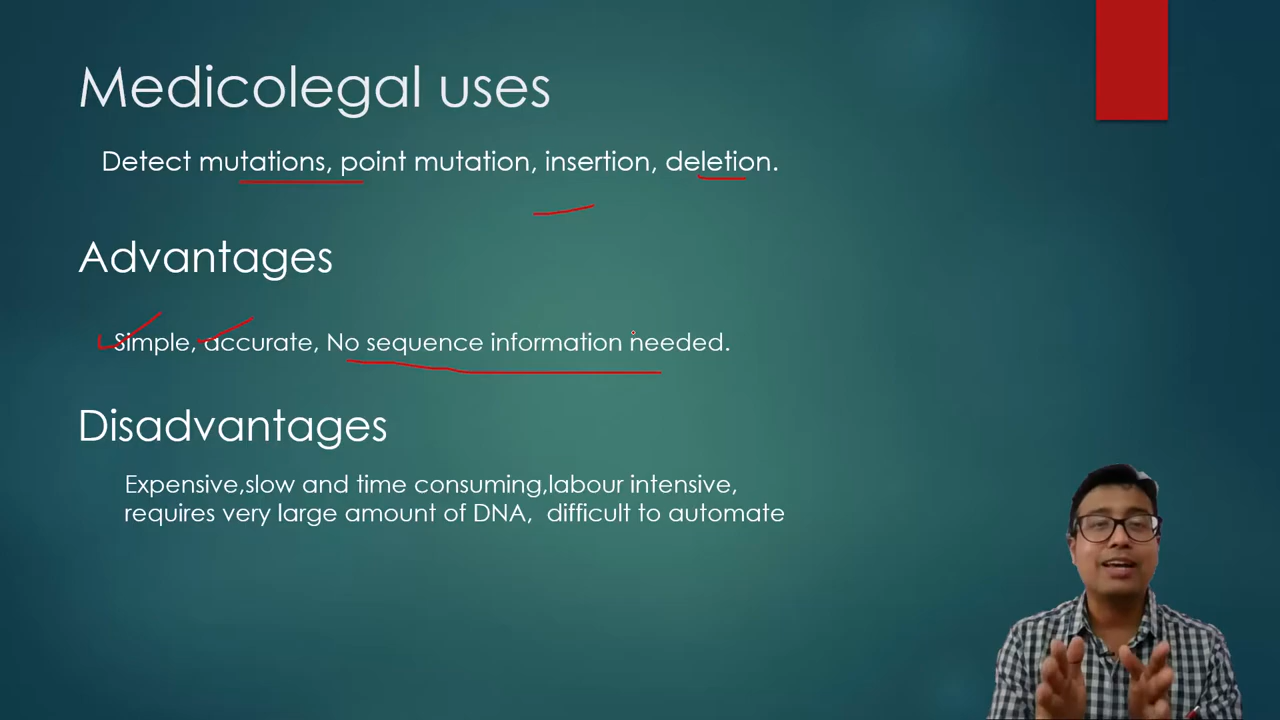 Medicolegal uses
Detect mutations, point mutation, insertion, deletion.
Advantages
Simple, accurate, No sequence information needed.
Disadvantages
Expensive,slow and time consuming,labour intensive,
requires very large amount of DNA,  difficult to automate